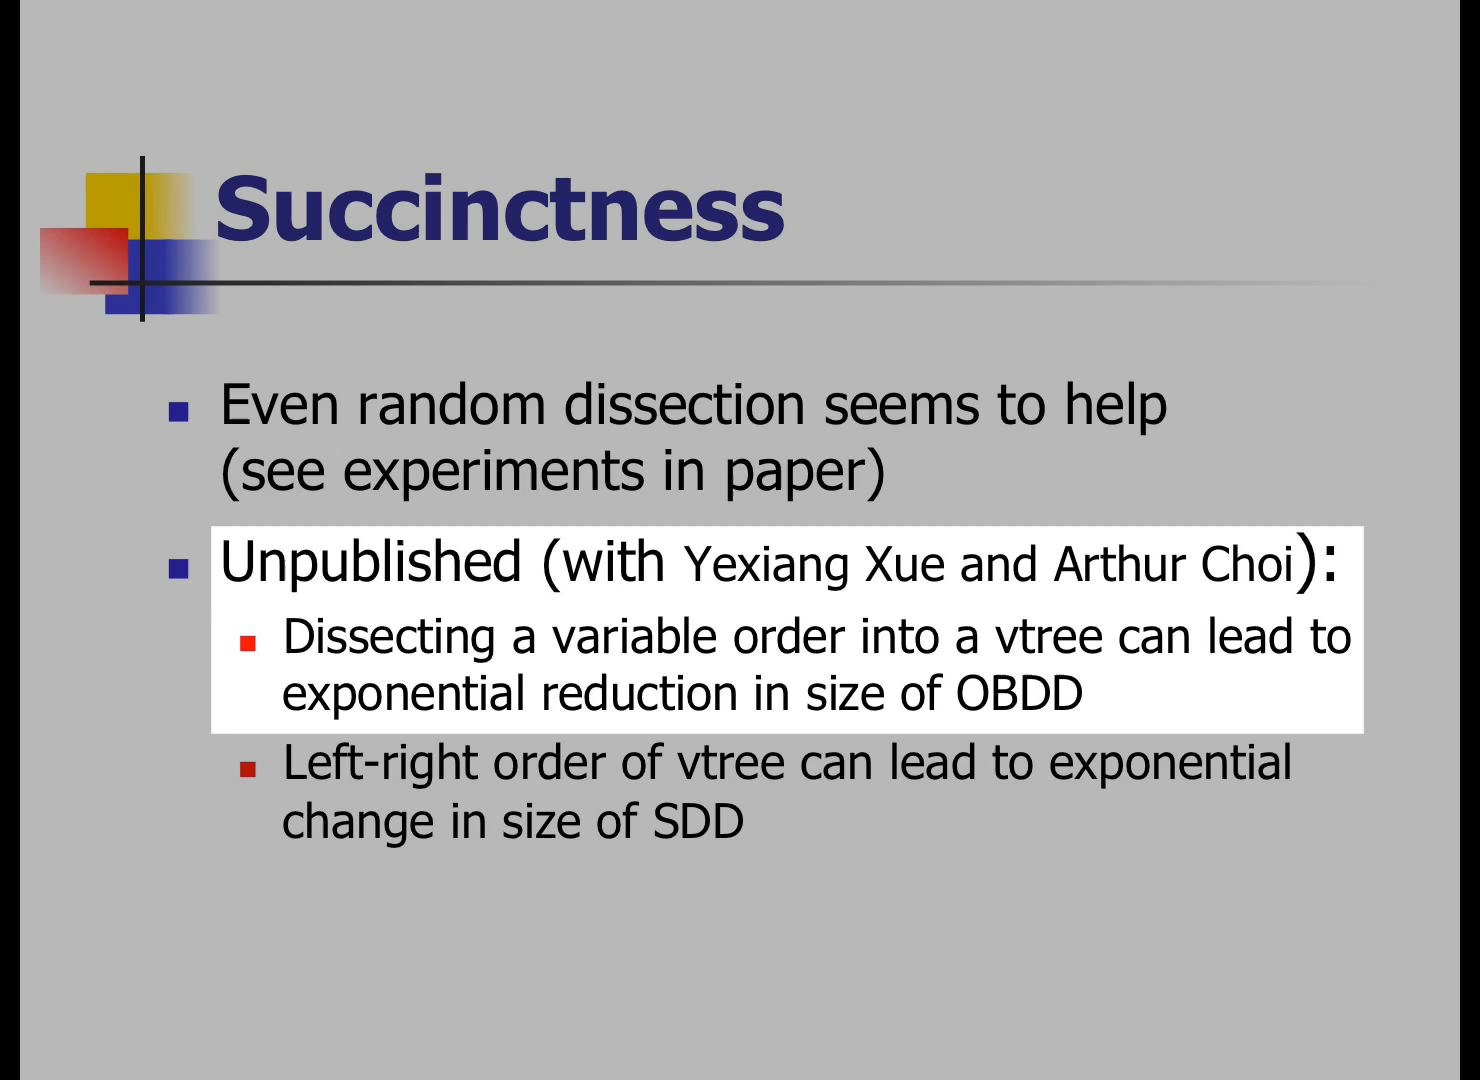 Succinctness
Even random dissection seems to help
(see experiments in paper)
Unpublished (with Yexiang Xue and Arthur Choi):
Dissecting a variable order into a vtree can lead to
exponential reduction in size of OBDD
Left-right order of vtree can lead to exponential
change in size of SDD